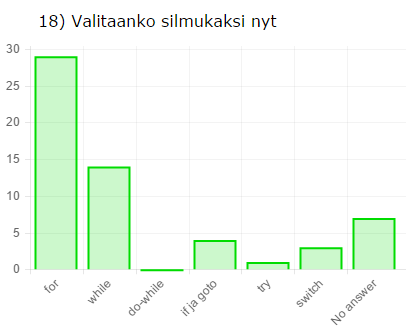 18) Valitaanko silmukaksi nyt
30
25
20
15
10
5
0
for
while
do-while
if ja goto
try
switch
No answer